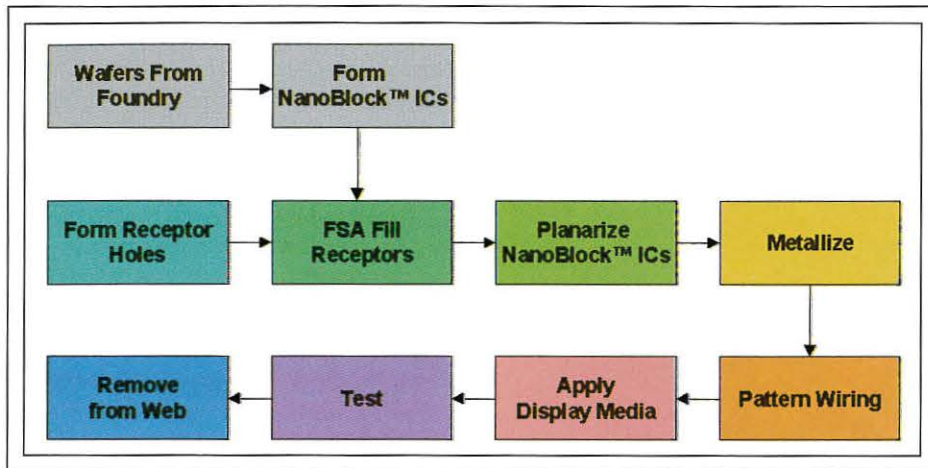 Wafers From
Foundry
Form
NanoBlock™ ICs
Form Receptor
Holes
FSA Fill
Receptors
Planarize
NanoBlock™ ICs
Metallize
Remove
from Web
Test
Apply
Display Media
Pattern Wiring